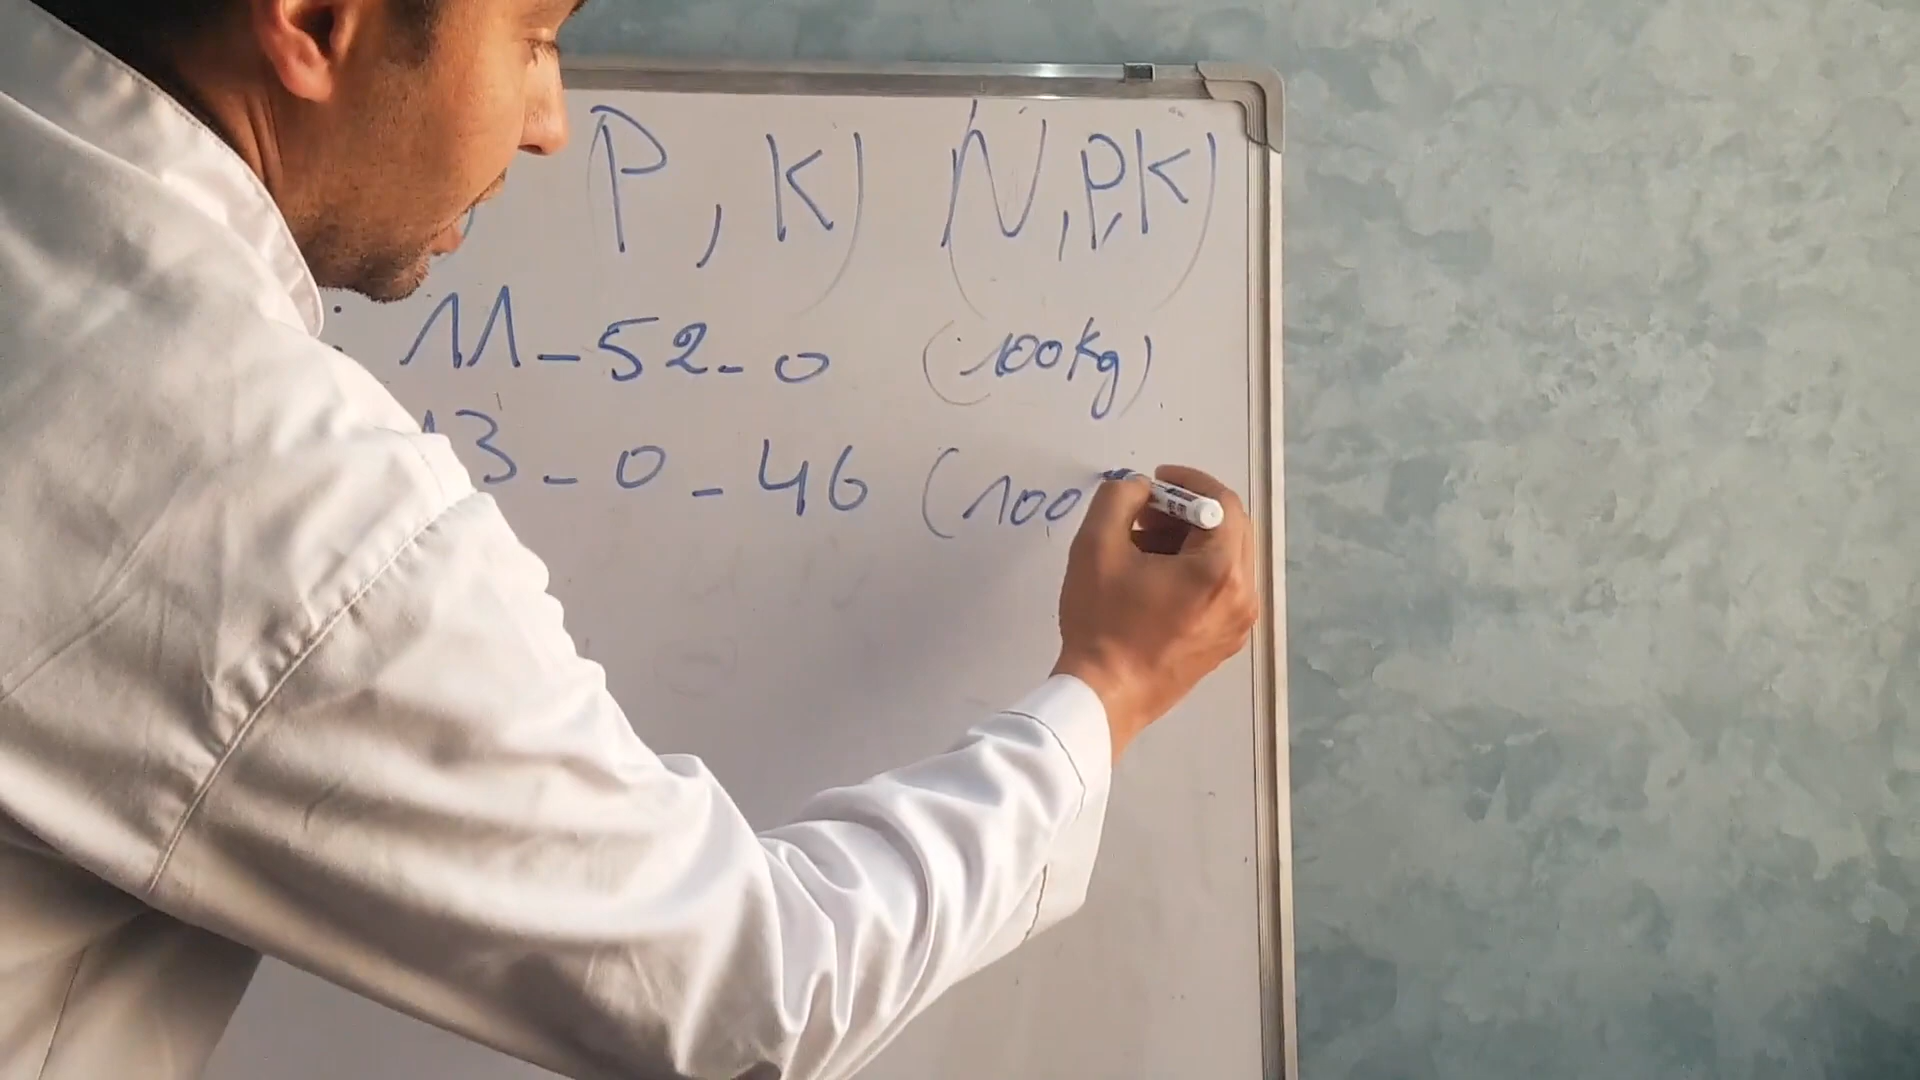 P, K) (N,P,K)
: 11-52-0 (100Kg)
13-0-46 (100